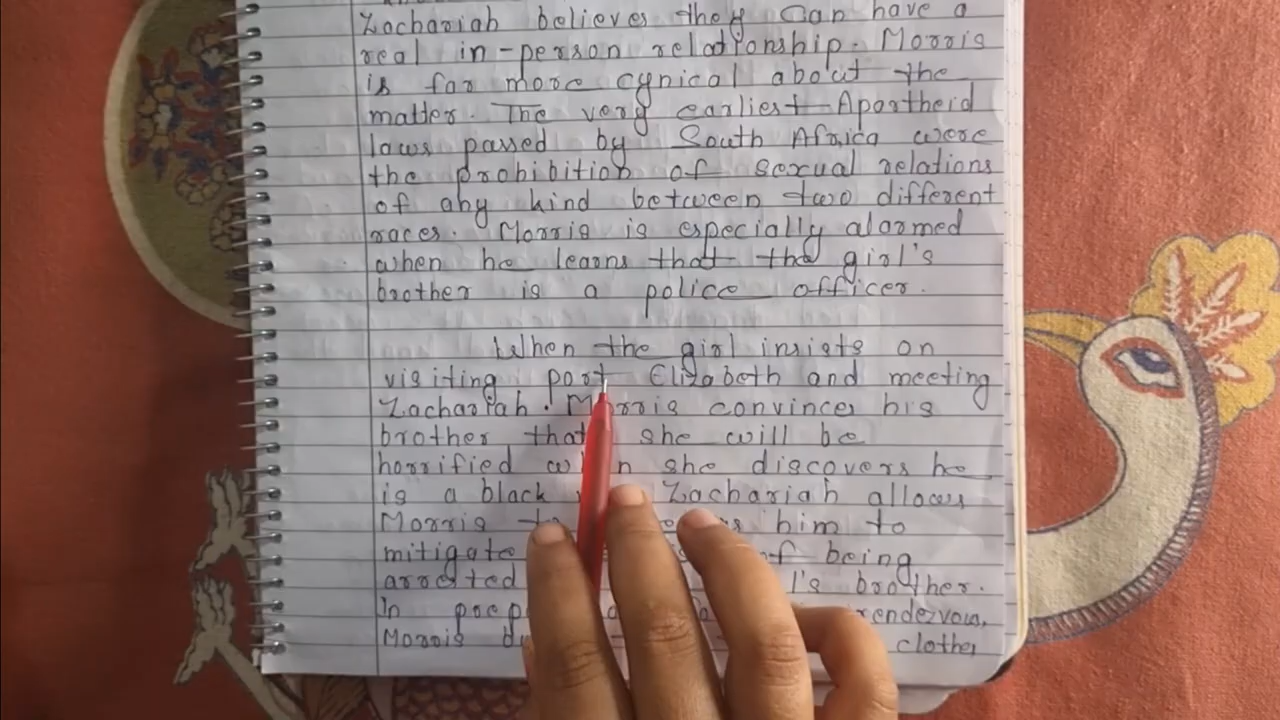 Zachariah believes they can have a
real in-person relationship. Morris
is far more cynical about the
matter. The very earliest Apartheid
laws passed by South Africa were
the prohibition of sexual relations
of any kind between two different
races. Morris is especially alarmed
when he learns that the girl's
brother is a police officer.
When the girl insists on
visiting port Elizabeth and meeting
Zachariah. Morris convinces his
brother that she will be
horrified she discovers he
is a black Zachariah allows
Morris him to
mitigate of being
arrested brother.
In rendezvous,
Morris clothes